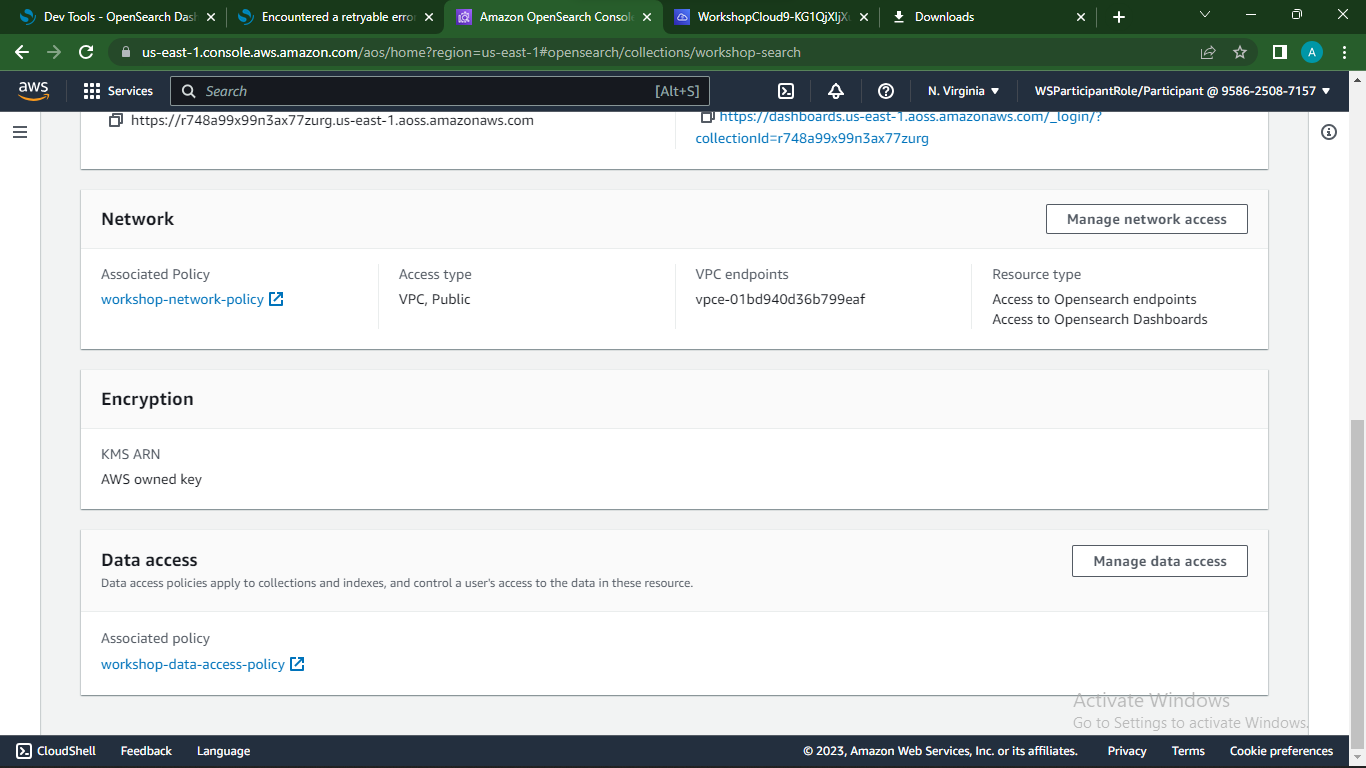 Dev Tools - OpenSearch Das
Encountered a retryable erro
Amazon OpenSearch Consol
WorkshopCloud9-KG1QjXIjX
Downloads
us-east-1.console.aws.amazon.com/aos/home?region=us-east-1#opensearch/collections/workshop-search
A
aws
Services
Search
[Alt+S]
N. Virginia
WSParticipantRole/Participant @ 9586-2508-7157
https://r748a99x99n3ax77zurg.us-east-1.aoss.amazonaws.com
https://dashboards.us-east-1.aoss.amazonaws.com/_login/?
collectionId=r748a99x99n3ax77zurg
Network
Manage network access
Associated Policy
workshop-network-policy
Access type
VPC, Public
VPC endpoints
vpce-01bd940d36b799eaf
Resource type
Access to Opensearch endpoints
Access to Opensearch Dashboards
Encryption
KMS ARN
AWS owned key
Data access
Data access policies apply to collections and indexes, and control a user's access to the data in these resource.
Manage data access
Associated policy
workshop-data-access-policy
Activate Windows
Go to Settings to activate Windows.
CloudShell
Feedback
Language
© 2023, Amazon Web Services, Inc. or its affiliates.
Privacy
Terms
Cookie preferences